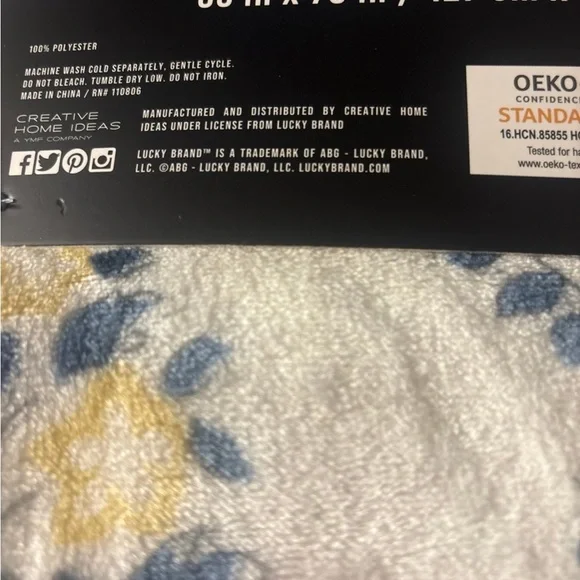 100% POLYESTER
MACHINE WASH COLD SEPARATELY, GENTLE CYCLE.
DO NOT BLEACH. TUMBLE DRY LOW. DO NOT IRON.
MADE IN CHINA / RN# 110806
CREATIVE
HOME IDEAS
A YMF COMPANY
MANUFACTURED AND DISTRIBUTED BY CREATIVE HOME
IDEAS UNDER LICENSE FROM LUCKY BRAND
LUCKY BRAND™ IS A TRADEMARK OF ABG - LUCKY BRAND,
LLC. ©ABG - LUCKY BRAND, LLC. LUCKYBRAND.COM
OEKO
CONFIDENC
STANDA
16.HCN.85855 HO
Tested for ha
www.oeko-tex